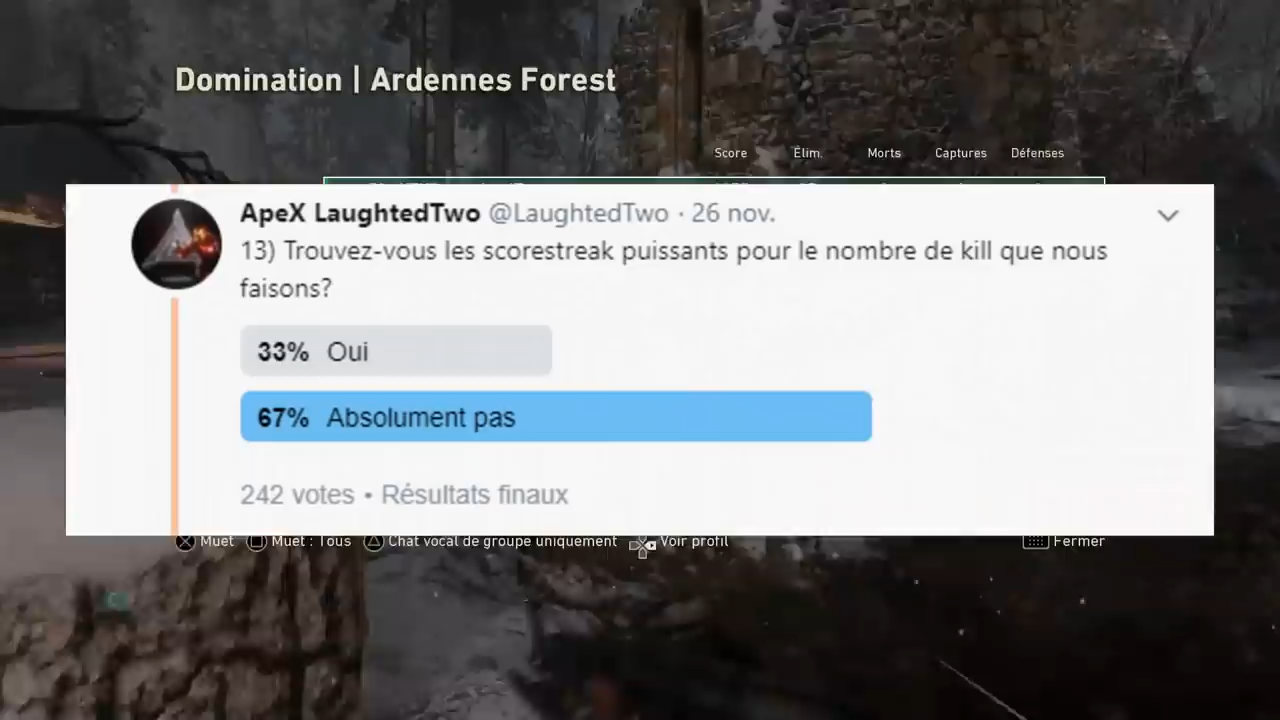 Domination | Ardennes Forest
Score Élim. Morts Captures Défenses
ApeX LaughtedTwo @LaughtedTwo · 26 nov.
13) Trouvez-vous les scorestreak puissants pour le nombre de kill que nous
faisons?
33% Oui
67% Absolument pas
242 votes • Résultats finaux
Muet Muet : Tous Chat vocal de groupe uniquement Voir profil Fermer